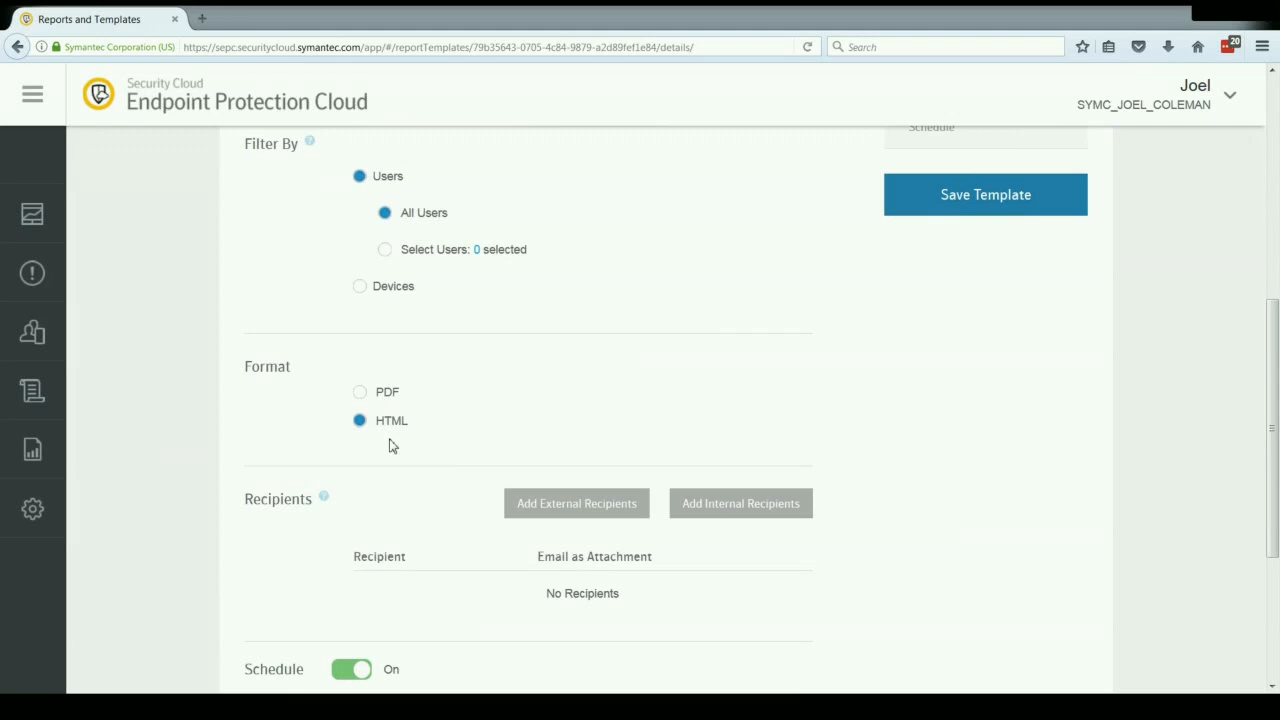 Reports and Templates
Symantec Corporation (US)
https://sepc.securitycloud.symantec.com/app/#/reportTemplates/79b35643-0705-4c84-9879-a2d89fef1e84/details/
Search
20
Security Cloud
Endpoint Protection Cloud
Joel
SYMC_JOEL_COLEMAN
Schedule
Filter By ?
Users
Save Template
All Users
Select Users: 0 selected
Devices
Format
PDF
HTML
Recipients ?
Add External Recipients
Add Internal Recipients
Recipient
Email as Attachment
No Recipients
Schedule
On